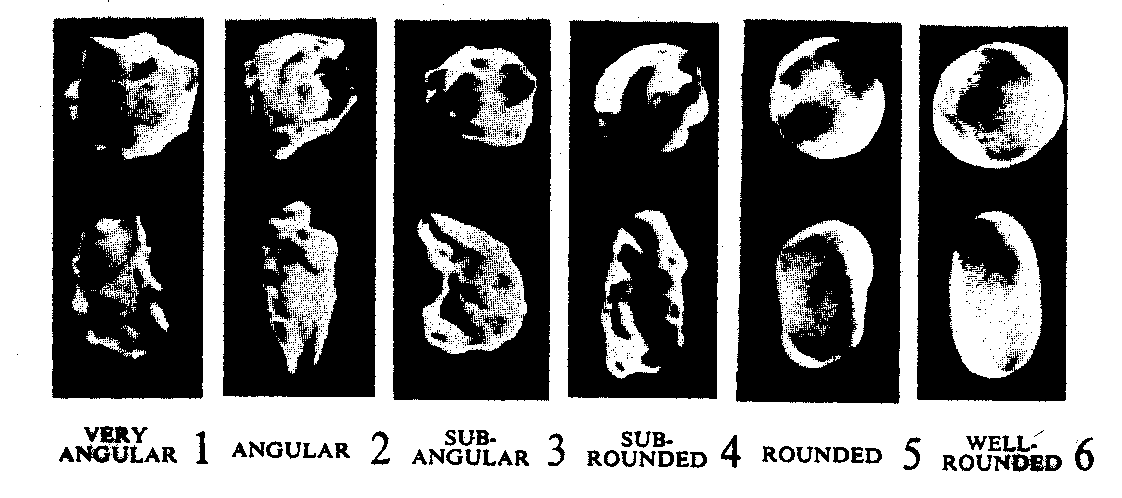 VERY
ANGULAR 1
ANGULAR 2
SUB-
ANGULAR 3
SUB-
ROUNDED 4
ROUNDED 5
WELL-
ROUNDED 6